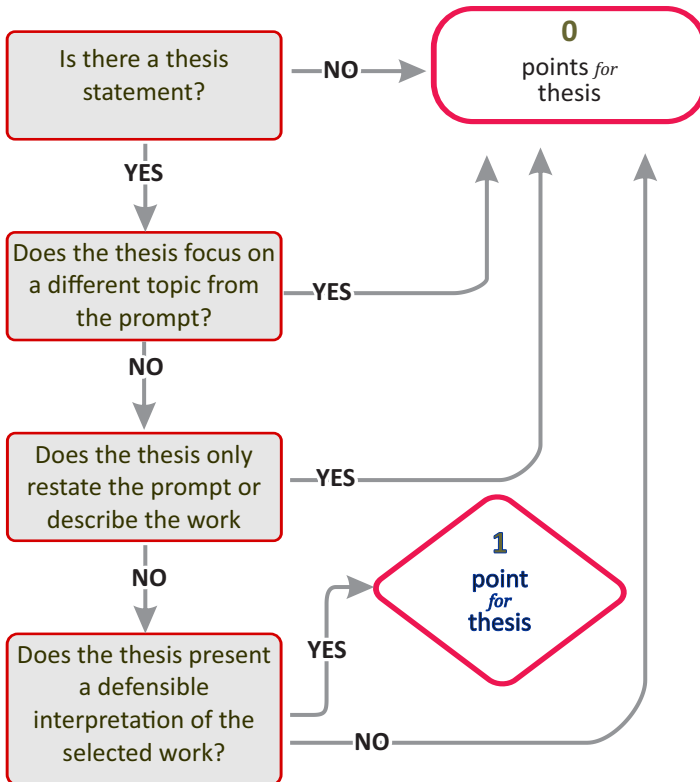 Is there a thesis
statement?
NO
0
points for
thesis
YES
Does the thesis focus on
a different topic from
the prompt?
YES
NO
Does the thesis only
restate the prompt or
describe the work
YES
1
point
for
thesis
NO
YES
Does the thesis present
a defensible
interpretation of the
selected work?
NO